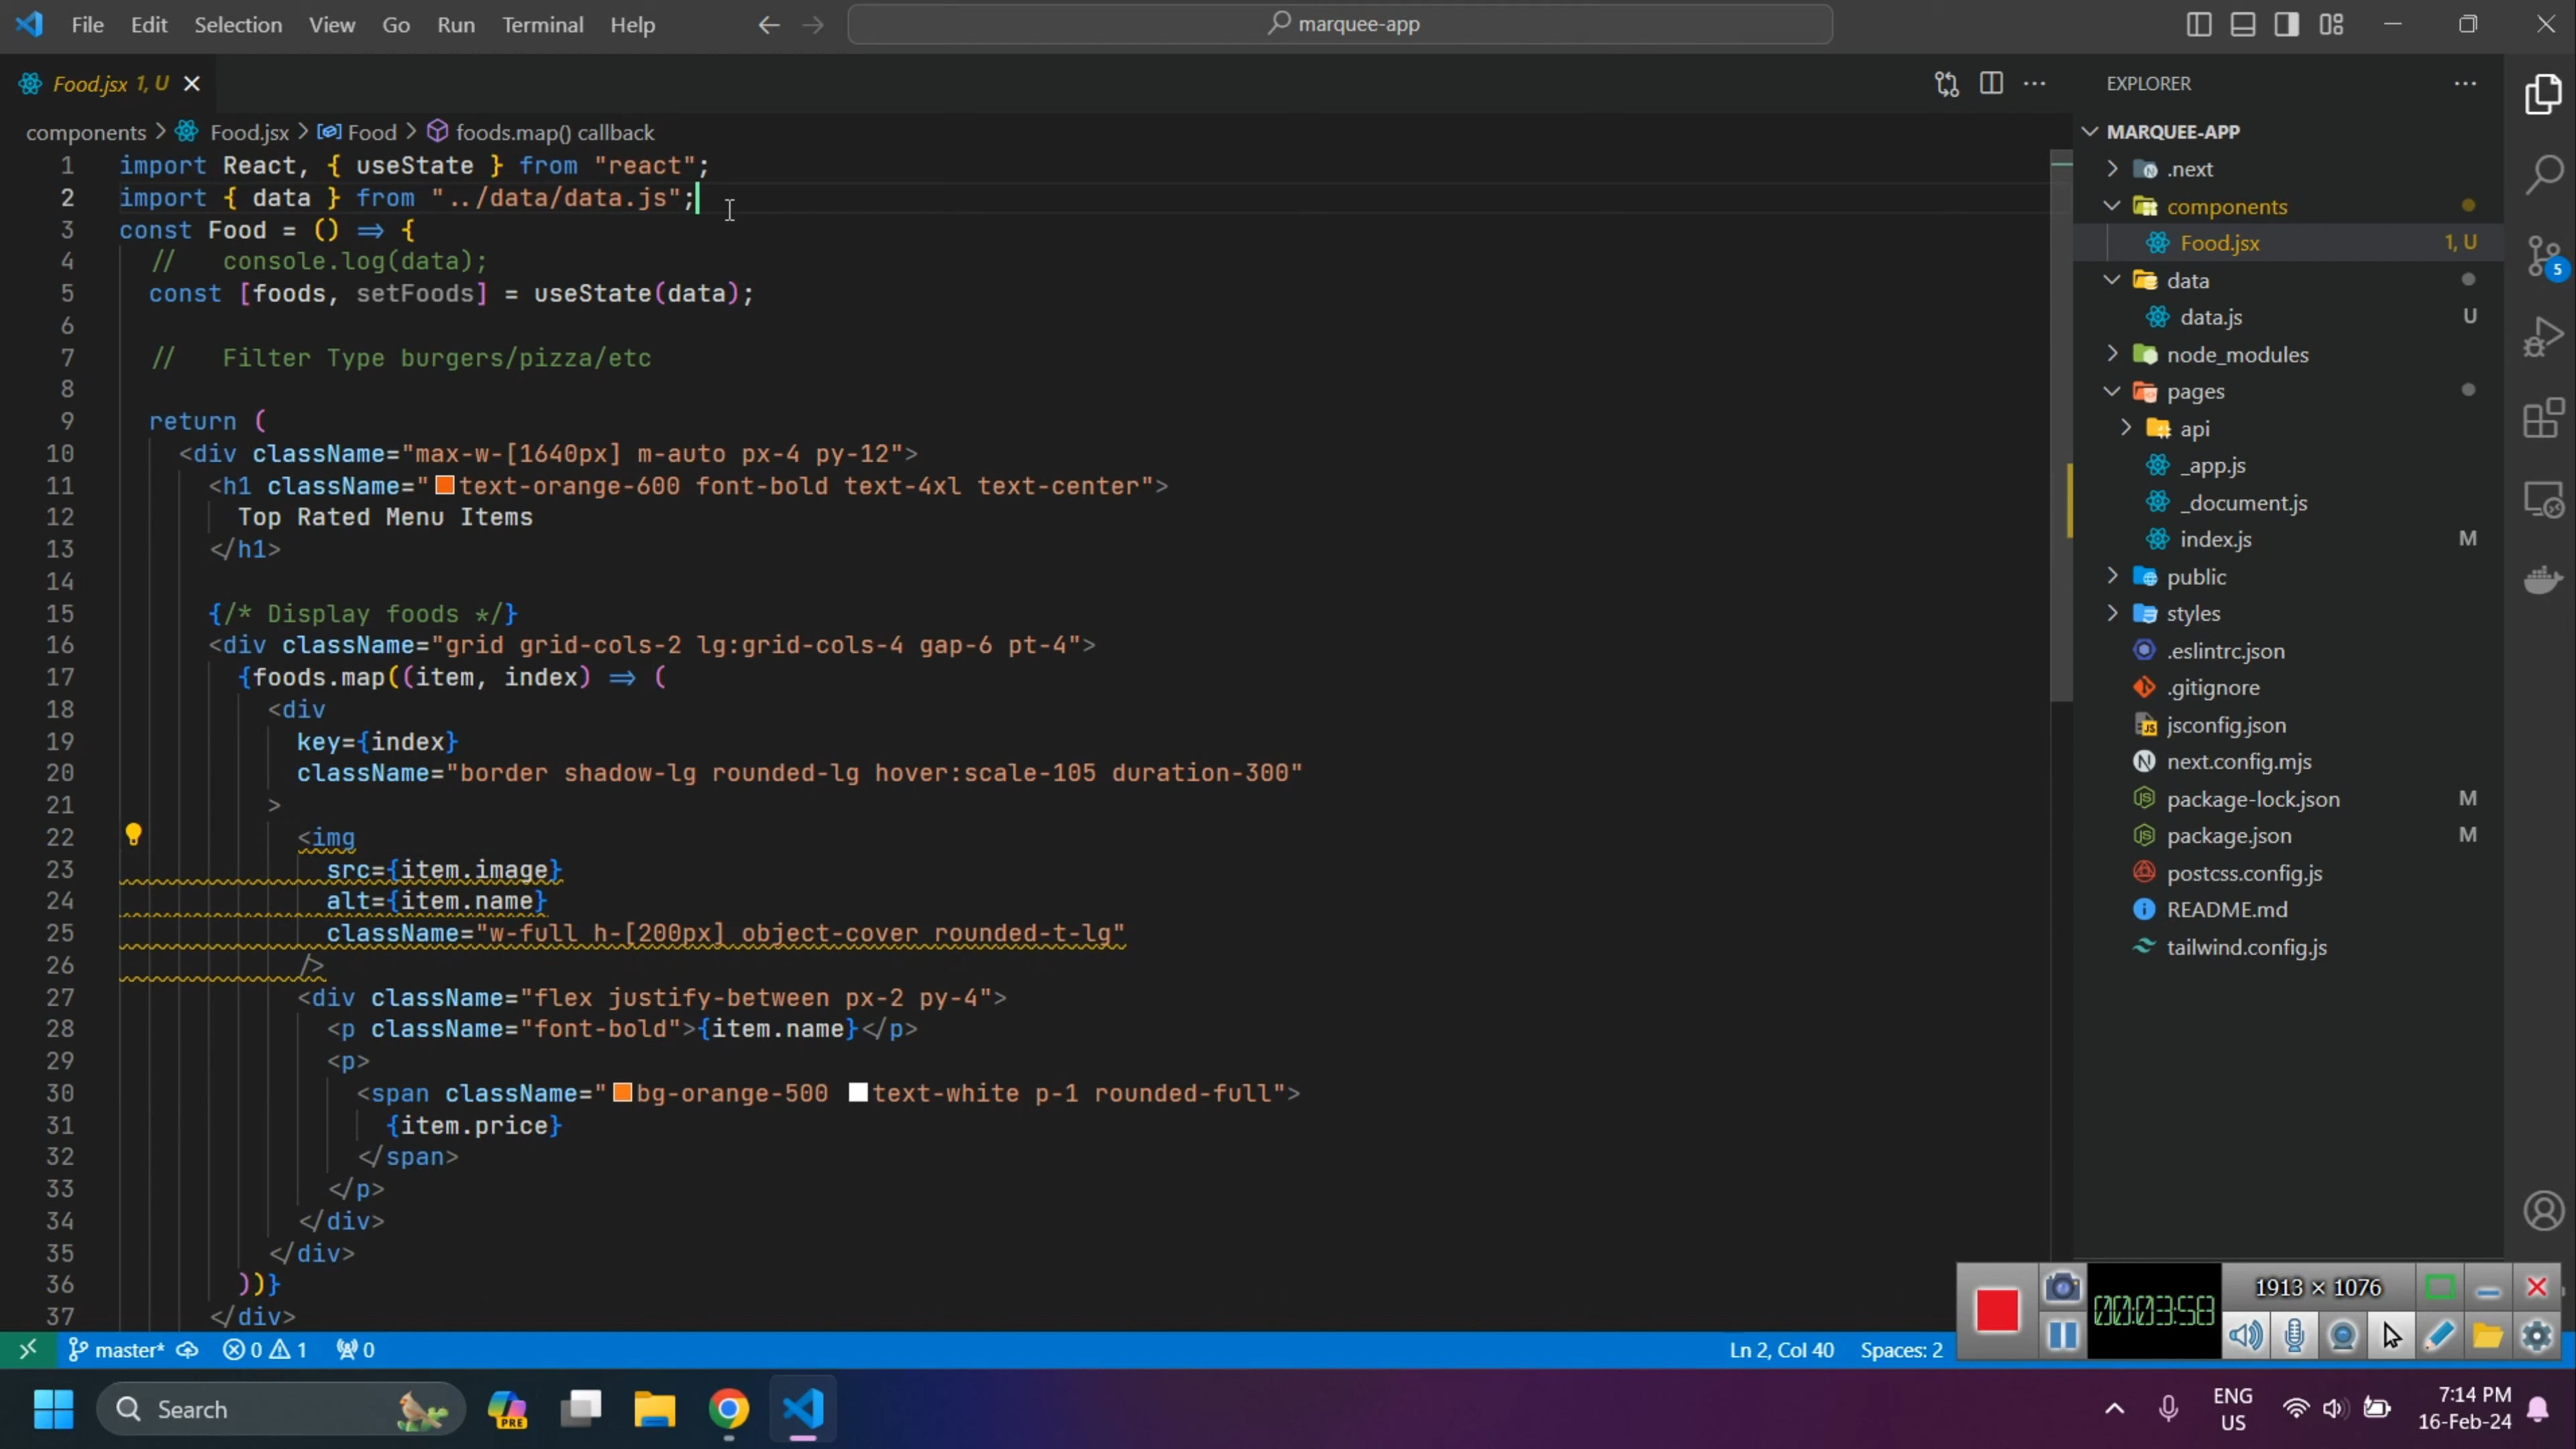 File Edit Selection View Go Run Terminal Help
marquee-app
Food.jsx 1, U
EXPLORER
components > Food.jsx > Food > foods.map() callback
1 import React, { useState } from "react";
2 import { data } from "../data/data.js";
3 const Food = () => {
4 // console.log(data);
5 const [foods, setFoods] = useState(data);
6
7 // Filter Type burgers/pizza/etc
8
9 return (
10 <div className="max-w-[1640px] m-auto px-4 py-12">
11 <h1 className="text-orange-600 font-bold text-4xl text-center">
12 Top Rated Menu Items
13 </h1>
14
15 {/* Display foods */}
16 <div className="grid grid-cols-2 lg:grid-cols-4 gap-6 pt-4">
17 {foods.map((item, index) => (
18 <div
19 key={index}
20 className="border shadow-lg rounded-lg hover:scale-105 duration-300"
21 >
22 <img
23 src={item.image}
24 alt={item.name}
25 className="w-full h-[200px] object-cover rounded-t-lg"
26 />
27 <div className="flex justify-between px-2 py-4">
28 <p className="font-bold">{item.name}</p>
29 <p>
30 <span className="bg-orange-500 text-white p-1 rounded-full">
31 {item.price}
32 </span>
33 </p>
34 </div>
35 </div>
36 ))}
37 </div>
MARQUEE-APP
.next
components
Food.jsx 1, U
data
data.js U
node_modules
pages
api
_app.js
_document.js
index.js M
public
styles
.eslintrc.json
.gitignore
jsconfig.json
next.config.mjs
package-lock.json M
package.json M
postcss.config.js
README.md
tailwind.config.js
5
00:03:58
1913 × 1076
master* 0 1 0
Ln 2, Col 40 Spaces: 2
Search
PRE
ENG
US
7:14 PM
16-Feb-24